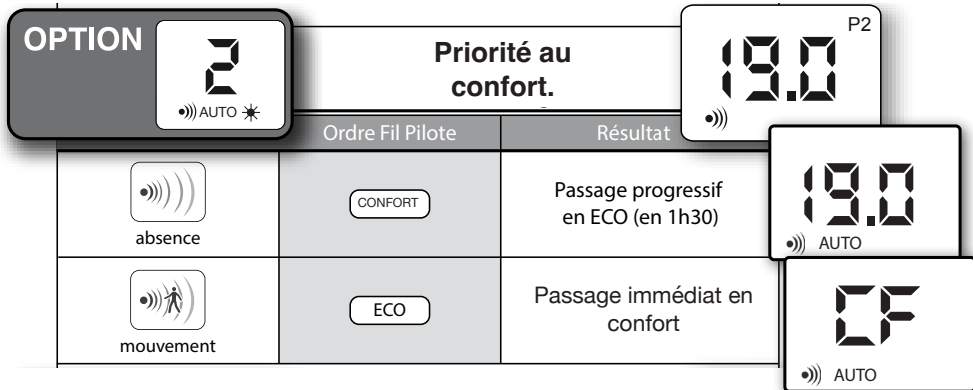 OPTION
2
AUTO
Priorité au
confort.
P2
19.0
Ordre Fil Pilote
Résultat
absence
CONFORT
Passage progressif
en ECO (en 1h30)
19.0
AUTO
mouvement
ECO
Passage immédiat en
confort
CF
AUTO